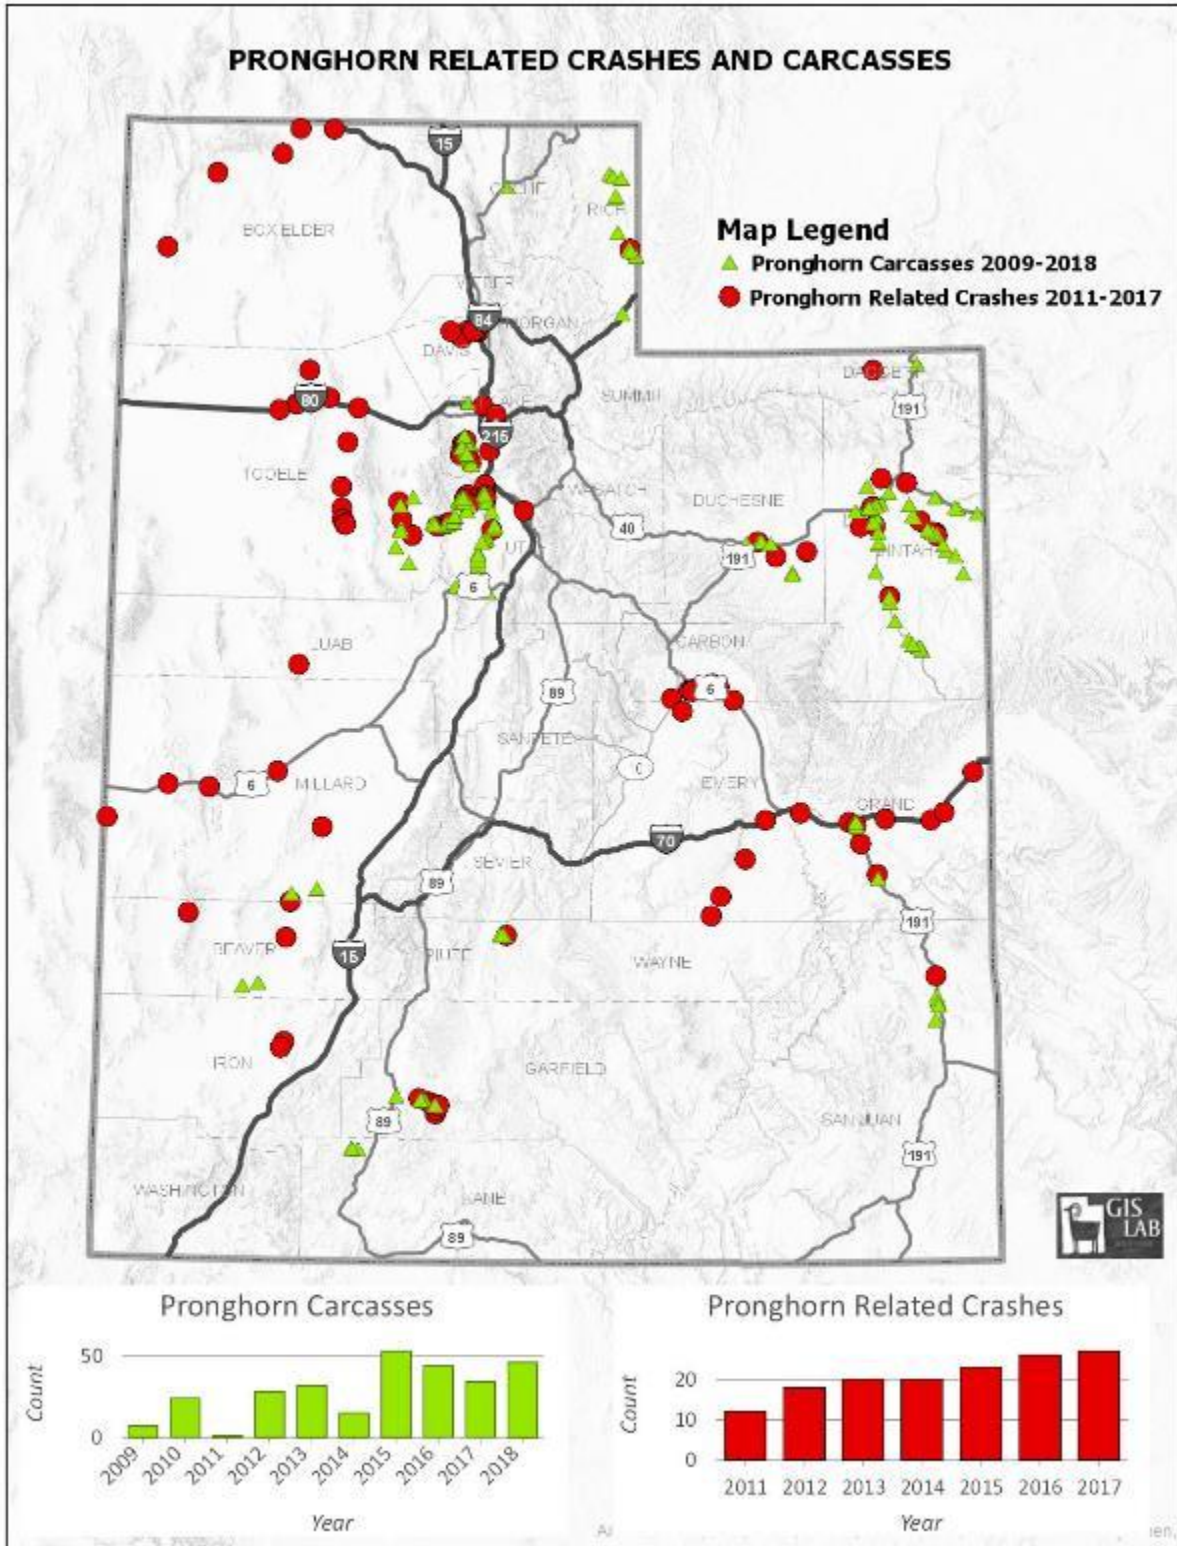 PRONGHORN RELATED CRASHES AND CARCASSES
15
CACHE
RICH
BOX ELDER
Map Legend
Pronghorn Carcasses 2009-2018
Pronghorn Related Crashes 2011-2017
WEBER
84
MORGAN
DAVIS
DAGGETT
80
SUMMIT
191
216
TOOELE
WASATCH
DUCHESNE
40
UINTAH
191
6
CARBON
89
6
SANPETE
6
MILLARD
EMERY
GRAND
70
SEVIER
89
191
BEAVER
15
PIUTE
WAYNE
IRON
GARFIELD
89
SAN JUAN
191
WASHINGTON
KANE
89
GIS
LAB
Pronghorn Carcasses
Count
50
0
2009
2010
2011
2012
2013
2014
2015
2016
2017
2018
Year
Pronghorn Related Crashes
Count
20
10
0
2011
2012
2013
2014
2015
2016
2017
Year